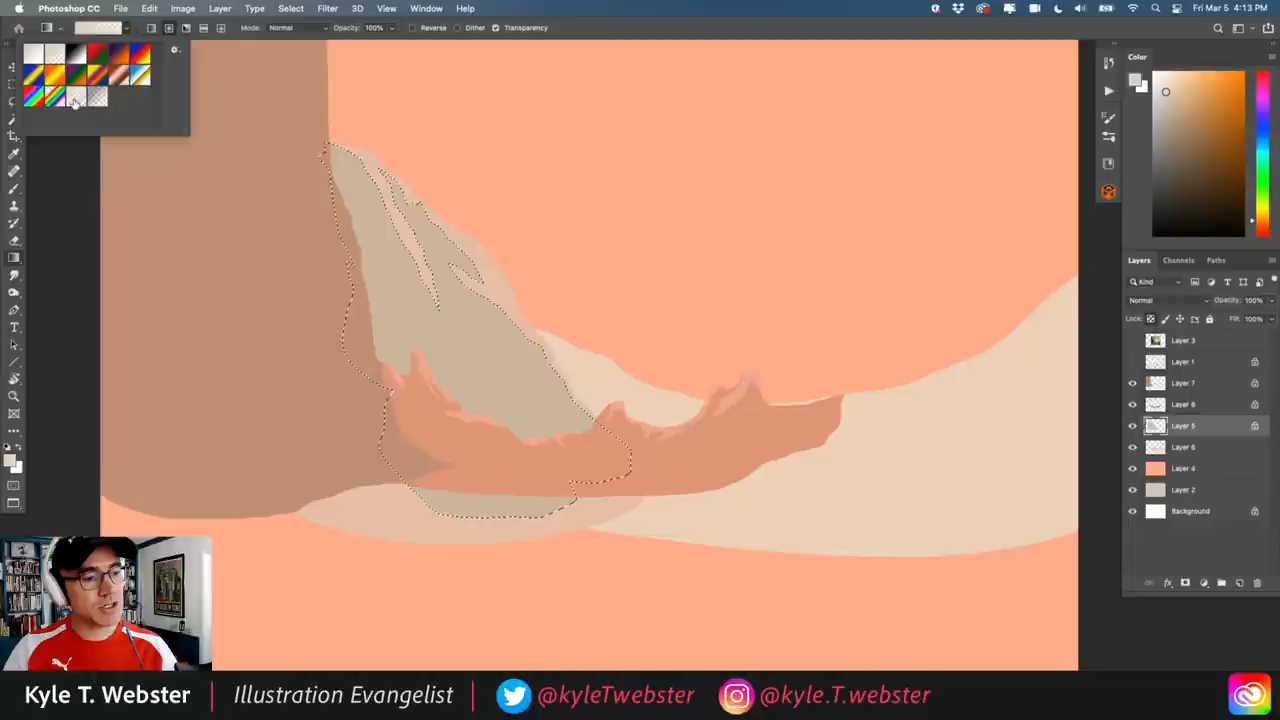 Photoshop CC File Edit Image Layer Type Select Filter 3D View Window Help
Fri Mar 5 4:13 PM
Mode: Normal Opacity: 100% Reverse Dither Transparency
Color
Layers Channels Paths
Kind
Normal Opacity: 100%
Lock: Fill: 100%
Layer 3
Layer 1
Layer 7
Layer 8
Layer 5
Layer 6
Layer 4
Layer 2
Background
Kyle T. Webster | Illustration Evangelist | @kyleTwebster @kyle.T.webster